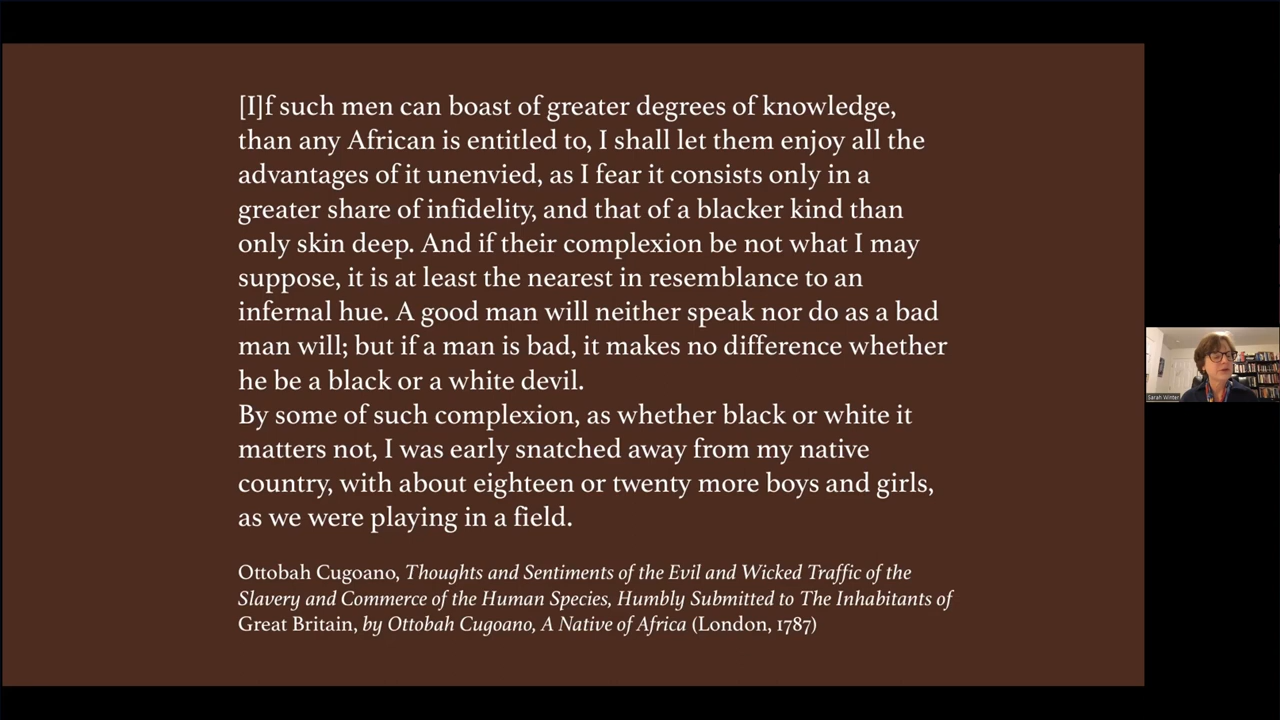 [I]f such men can boast of greater degrees of knowledge,
than any African is entitled to, I shall let them enjoy all the
advantages of it unenvied, as I fear it consists only in a
greater share of infidelity, and that of a blacker kind than
only skin deep. And if their complexion be not what I may
suppose, it is at least the nearest in resemblance to an
infernal hue. A good man will neither speak nor do as a bad
man will; but if a man is bad, it makes no difference whether
he be a black or a white devil.
By some of such complexion, as whether black or white it
matters not, I was early snatched away from my native
country, with about eighteen or twenty more boys and girls,
as we were playing in a field.
Ottobah Cugoano, Thoughts and Sentiments of the Evil and Wicked Traffic of the
Slavery and Commerce of the Human Species, Humbly Submitted to The Inhabitants of
Great Britain, by Ottobah Cugoano, A Native of Africa (London, 1787)
Sarah Winter